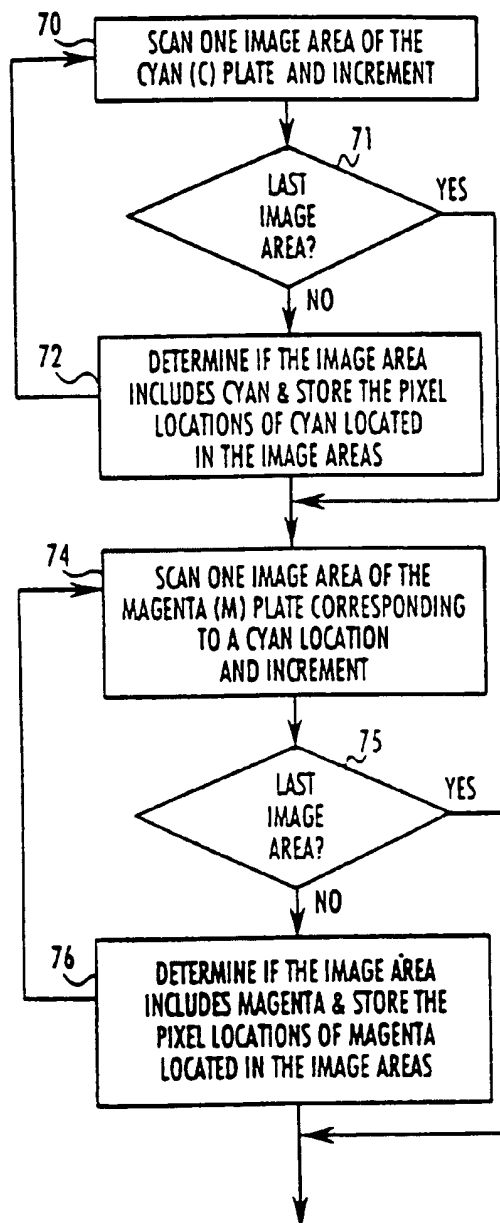 70
SCAN ONE IMAGE AREA OF THE
CYAN (C) PLATE AND INCREMENT
71
LAST
IMAGE
AREA?
YES
NO
72
DETERMINE IF THE IMAGE AREA
INCLUDES CYAN & STORE THE PIXEL
LOCATIONS OF CYAN LOCATED
IN THE IMAGE AREAS
74
SCAN ONE IMAGE AREA OF THE
MAGENTA (M) PLATE CORRESPONDING
TO A CYAN LOCATION
AND INCREMENT
75
LAST
IMAGE
AREA?
YES
NO
76
DETERMINE IF THE IMAGE AREA
INCLUDES MAGENTA & STORE THE
PIXEL LOCATIONS OF MAGENTA
LOCATED IN THE IMAGE AREAS